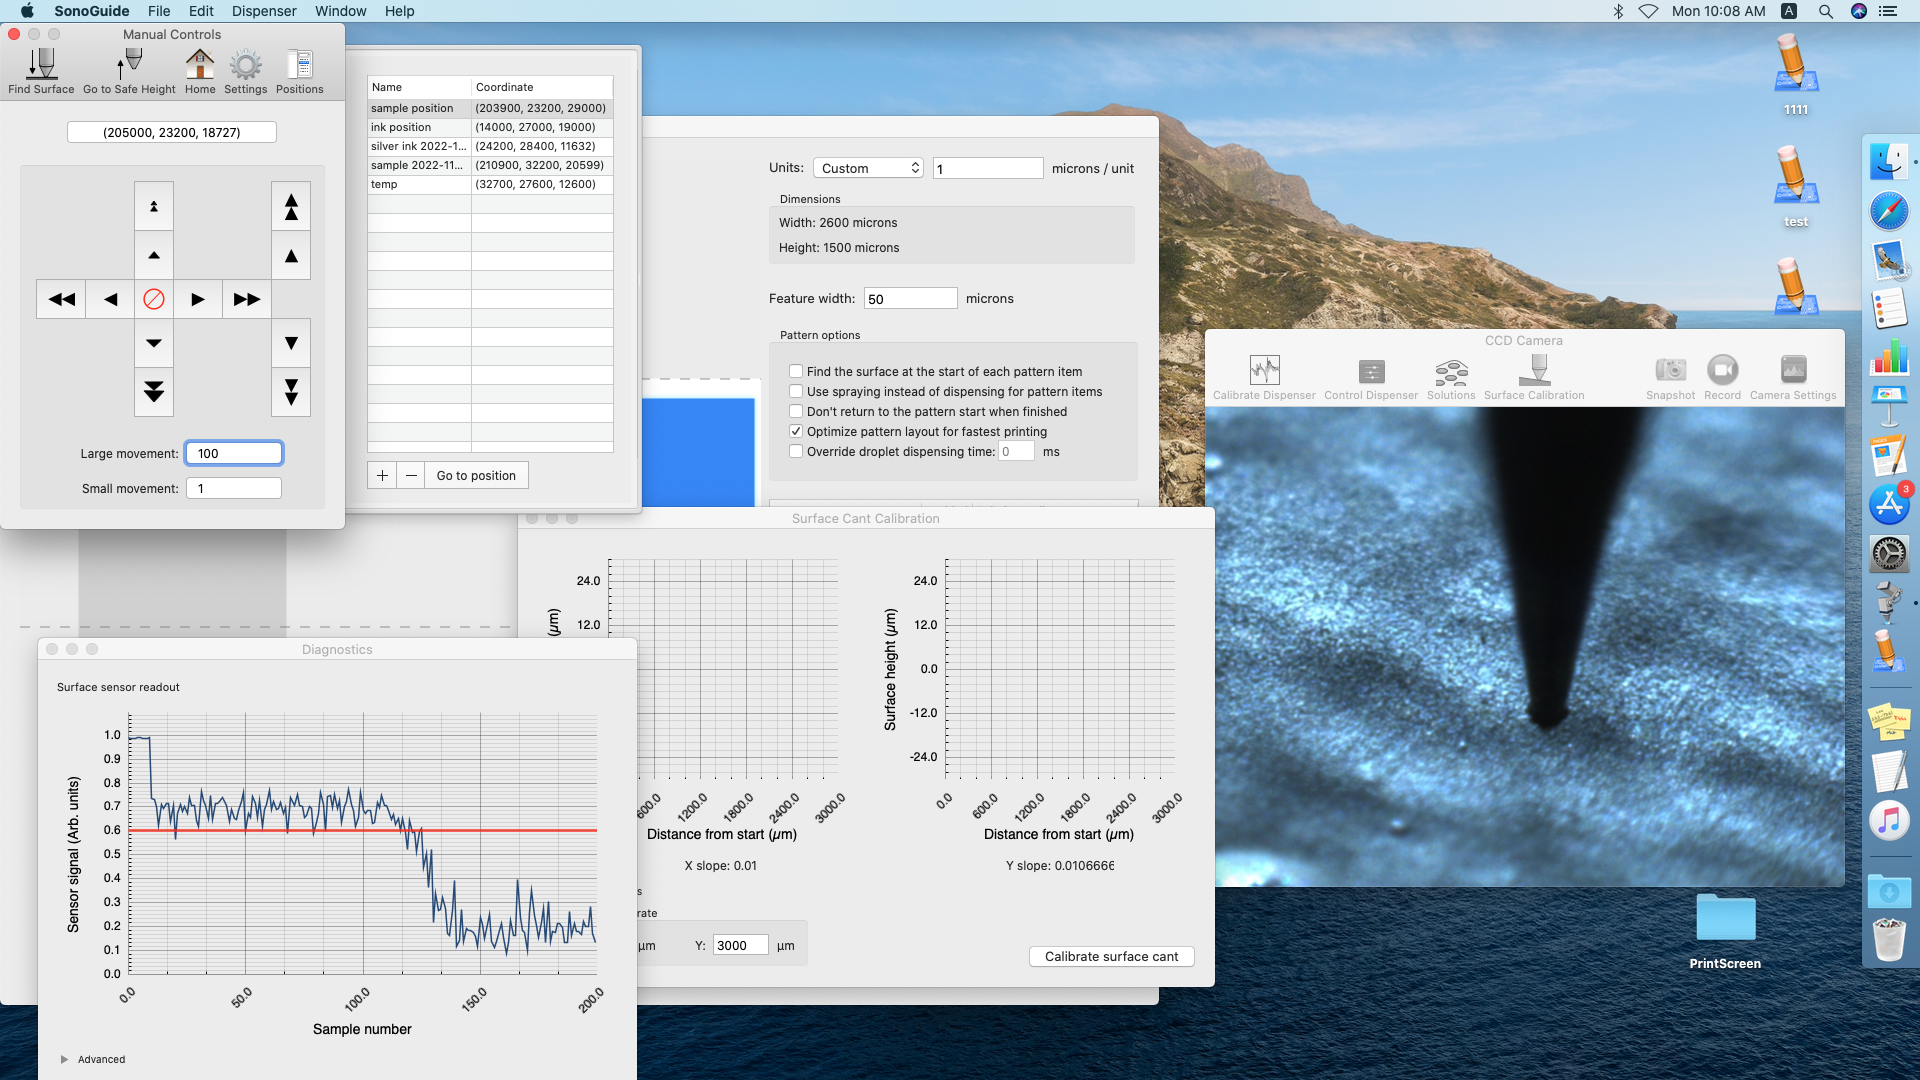 SonoGuide File Edit Dispenser Window Help
Mon 10:08 AM A
Manual Controls
Find Surface Go to Safe Height Home Settings Positions
(205000, 23200, 18727)
Large movement: 100
Small movement: 1
Name Coordinate
sample position (203900, 23200, 29000)
ink position (14000, 27000, 19000)
silver ink 2022-1... (24200, 28400, 11632)
sample 2022-11... (210900, 32200, 20599)
temp (32700, 27600, 12600)
+ − Go to position
Units: Custom 1 microns / unit
Dimensions
Width: 2600 microns
Height: 1500 microns
Feature width: 50 microns
Pattern options
Find the surface at the start of each pattern item
Use spraying instead of dispensing for pattern items
Don't return to the pattern start when finished
Optimize pattern layout for fastest printing
Override droplet dispensing time: 0 ms
CCD Camera
Calibrate Dispenser Control Dispenser Solutions Surface Calibration Snapshot Record Camera Settings
Surface Cant Calibration
24.0
12.0
(µm)
600.0 1200.0 1800.0 2400.0 3000.0
Distance from start (µm)
X slope: 0.01
Surface height (µm)
24.0
12.0
0.0
-12.0
-24.0
0.0 600.0 1200.0 1800.0 2400.0 3000.0
Distance from start (µm)
Y slope: 0.0106666
s
rate
µm Y: 3000 µm
Calibrate surface cant
Diagnostics
Surface sensor readout
Sensor signal (Arb. units)
1.0
0.9
0.8
0.7
0.6
0.5
0.4
0.3
0.2
0.1
0.0
0.0 50.0 100.0 150.0 200.0
Sample number
Advanced
1111
test
3
PrintScreen